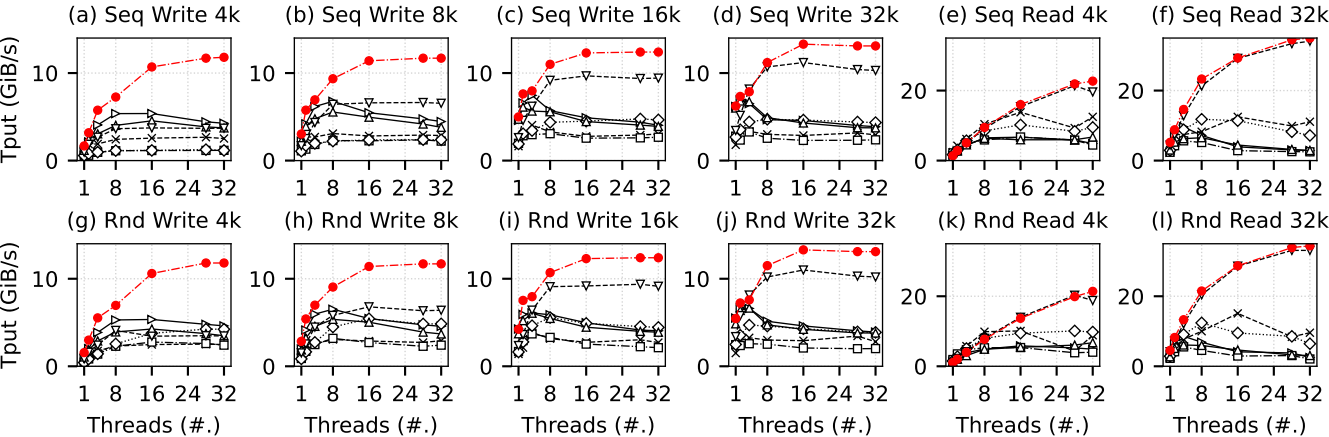 (a) Seq Write 4k (b) Seq Write 8k (c) Seq Write 16k (d) Seq Write 32k (e) Seq Read 4k (f) Seq Read 32k
Tput (GiB/s)
10 10 10 10 20 20
0 0 0 0 0 0
1 8 16 24 32 1 8 16 24 32 1 8 16 24 32 1 8 16 24 32 1 8 16 24 32 1 8 16 24 32
(g) Rnd Write 4k (h) Rnd Write 8k (i) Rnd Write 16k (j) Rnd Write 32k (k) Rnd Read 4k (l) Rnd Read 32k
Tput (GiB/s)
10 10 10 10 20 20
0 0 0 0 0 0
1 8 16 24 32 1 8 16 24 32 1 8 16 24 32 1 8 16 24 32 1 8 16 24 32 1 8 16 24 32
Threads (#.) Threads (#.) Threads (#.) Threads (#.) Threads (#.) Threads (#.)